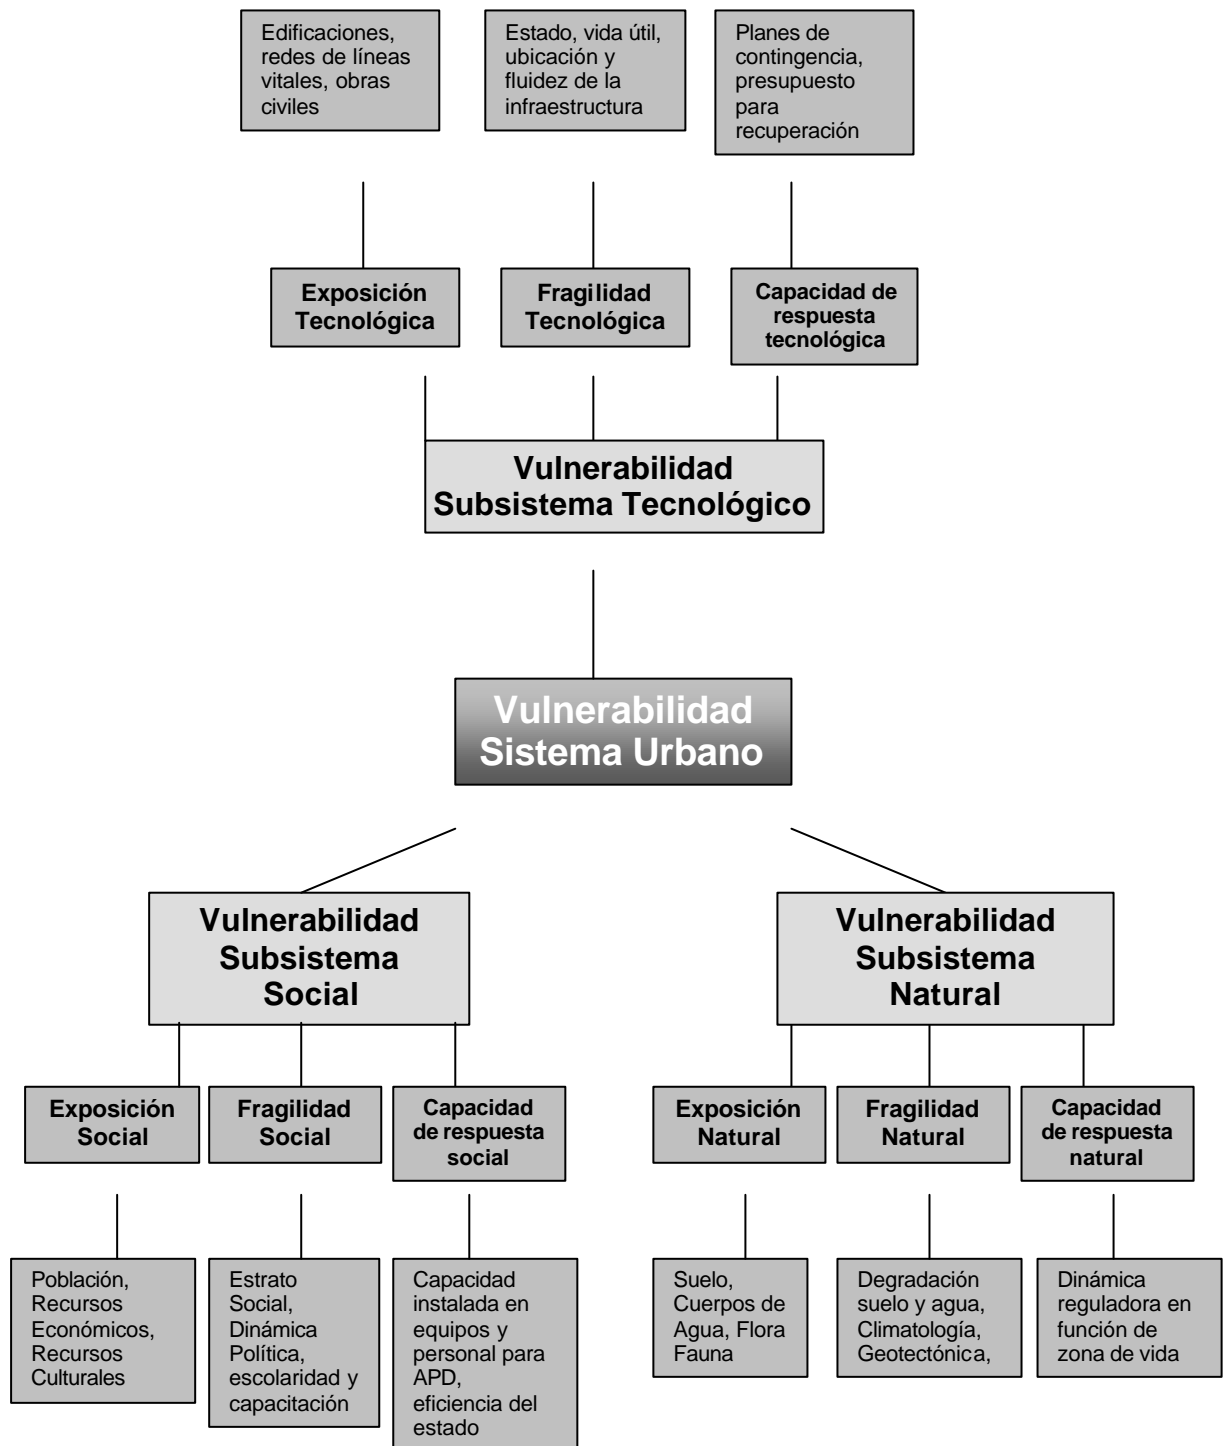 Edificaciones,
redes de líneas
vitales, obras
civiles
Estado, vida útil,
ubicación y
fluidez de la
infraestructura
Planes de
contingencia,
presupuesto
para
recuperación
Exposición
Tecnológica
Fragilidad
Tecnológica
Capacidad de
respuesta
tecnológica
Vulnerabilidad
Subsistema Tecnológico
Vulnerabilidad
Sistema Urbano
Vulnerabilidad
Subsistema
Social
Vulnerabilidad
Subsistema
Natural
Exposición
Social
Fragilidad
Social
Capacidad
de respuesta
social
Exposición
Natural
Fragilidad
Natural
Capacidad
de respuesta
natural
Población,
Recursos
Económicos,
Recursos
Culturales
Estrato
Social,
Dinámica
Política,
escolaridad y
capacitación
Capacidad
instalada en
equipos y
personal para
APD,
eficiencia del
estado
Suelo,
Cuerpos de
Agua, Flora
Fauna
Degradación
suelo y agua,
Climatología,
Geotectónica,
Dinámica
reguladora en
función de
zona de vida